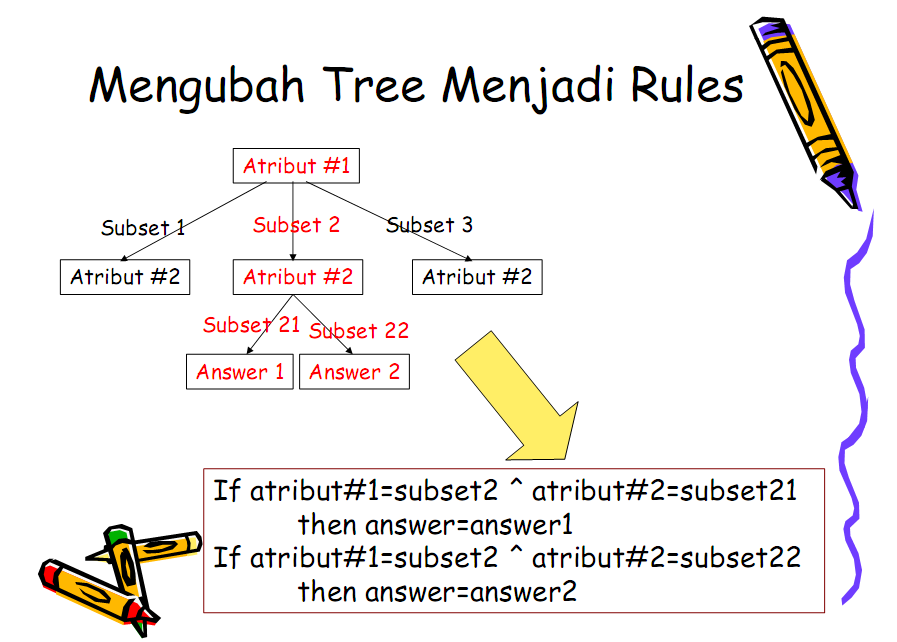 Mengubah Tree Menjadi Rules
Atribut #1
Subset 1
Subset 2
Subset 3
Atribut #2
Atribut #2
Atribut #2
Subset 21
Subset 22
Answer 1
Answer 2
If atribut#1=subset2 ^ atribut#2=subset21
then answer=answer1
If atribut#1=subset2 ^ atribut#2=subset22
then answer=answer2